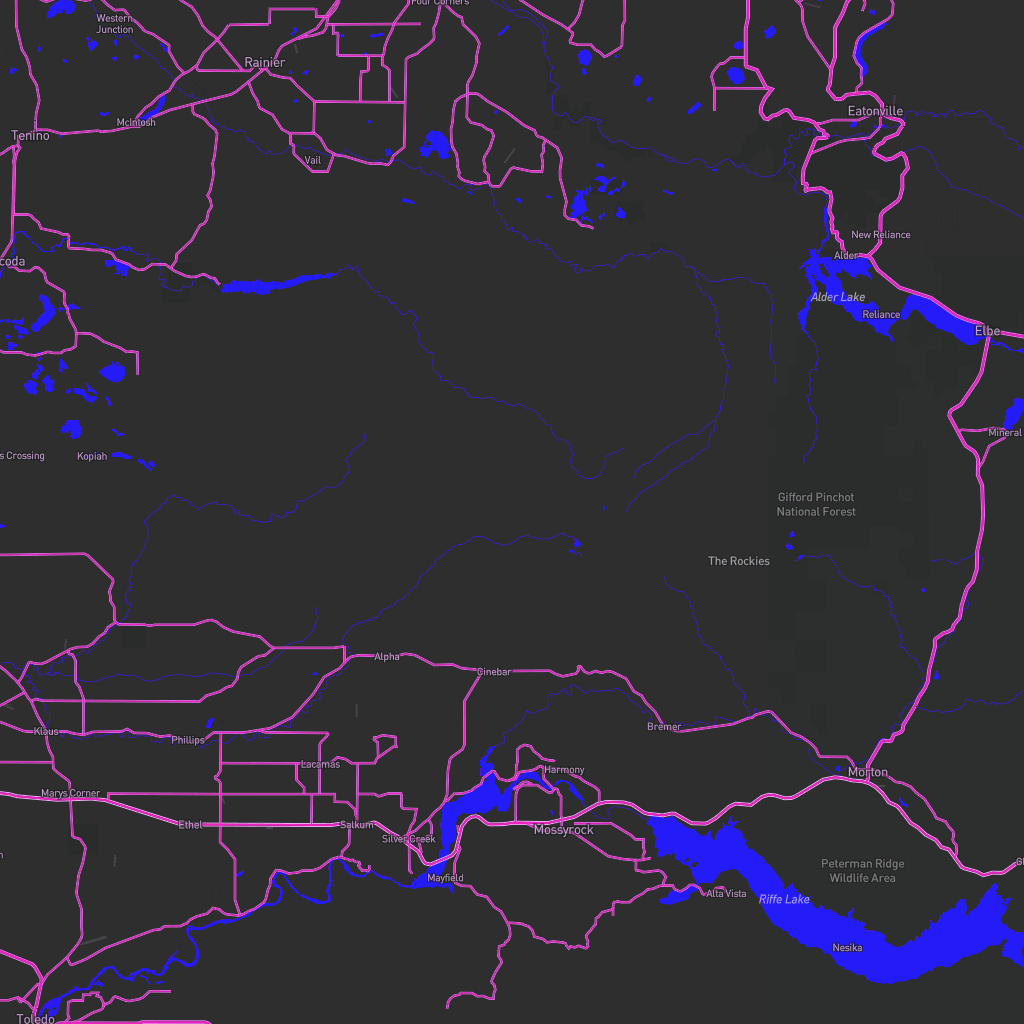 Four Corners
Western
Junction
Rainier
McIntosh
Tenino
Vail
Eatonville
New Reliance
Alder
Alder Lake
Reliance
Elbe
coda
Mineral
s Crossing
Kopiah
Gifford Pinchot
National Forest
The Rockies
Alpha
Cinebar
Bremer
Klaus
Phillips
Lacamas
Harmony
Morton
Marys Corner
Ethel
Salkum
Silver Creek
Mossyrock
Mayfield
Alta Vista
Riffe Lake
Peterman Ridge
Wildlife Area
Nesika
Toledo